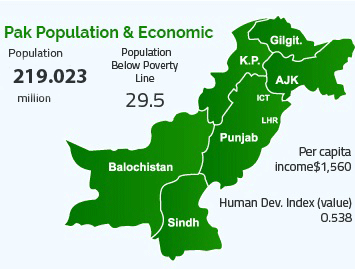 Pak Population & Economic
Population
219.023
million
Population
Below Poverty
Line
29.5
Gilgit.
K.P.
AJK
ICT
LHR
Punjab
Balochistan
Sindh
Per capita
income$1,560
Human Dev. Index (value)
0.538